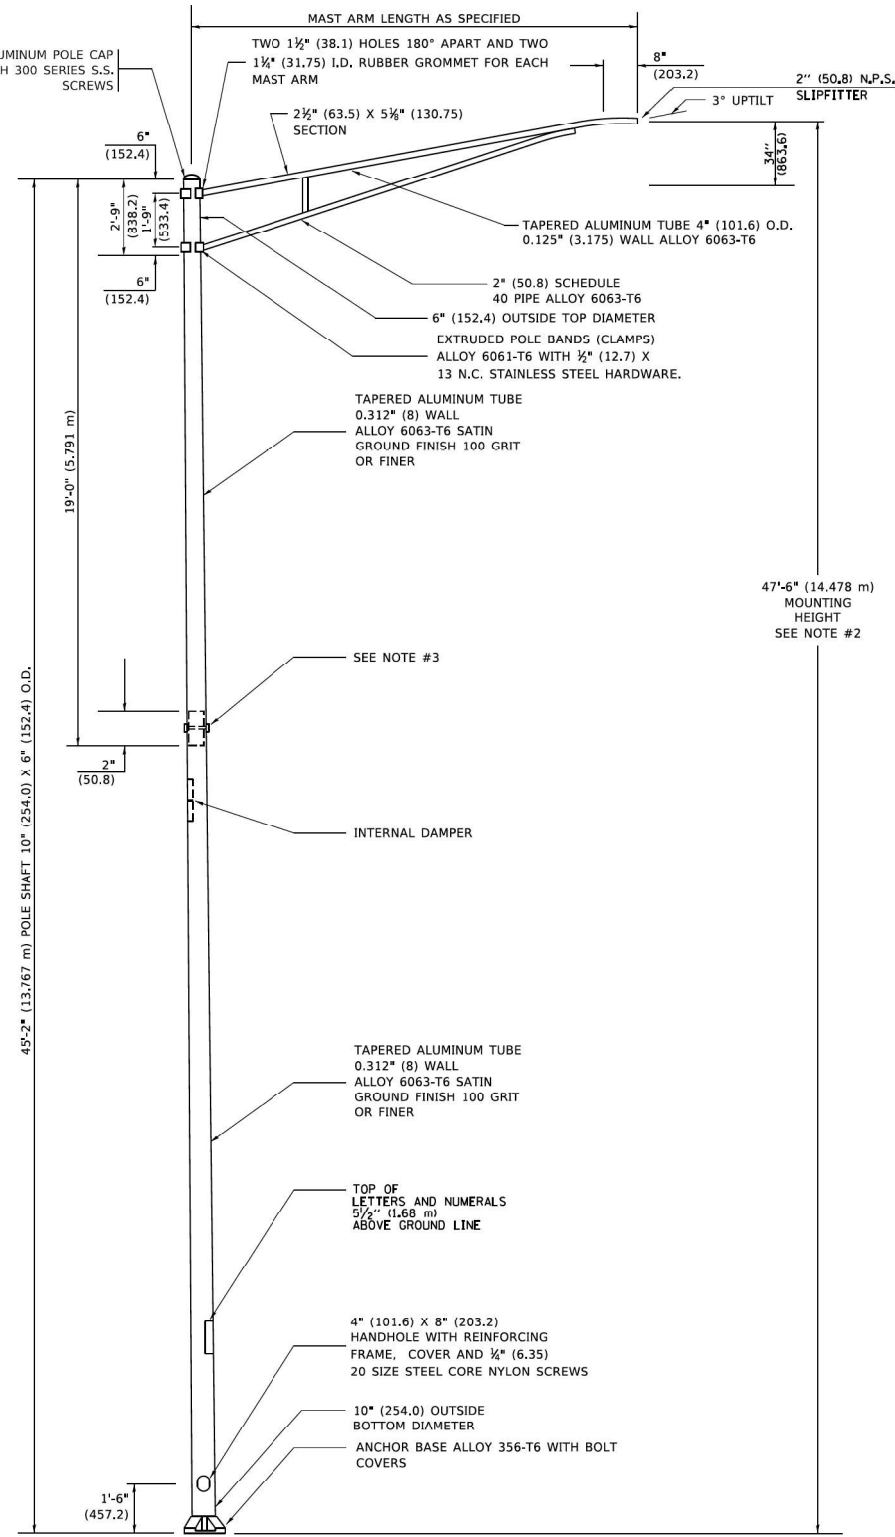 MAST ARM LENGTH AS SPECIFIED
UMINUM POLE CAP
H 300 SERIES S.S.
SCREWS
TWO 1½" (38.1) HOLES 180° APART AND TWO
1¼" (31.75) I.D. RUBBER GROMMET FOR EACH
MAST ARM
8"
(203.2)
2" (50.8) N.P.S.
SLIPFITTER
3° UPTILT
2½" (63.5) X 5⅛" (130.75)
SECTION
6"
(152.4)
34"
(863.6)
2'-9"
(838.2)
1'-9"
(533.4)
TAPERED ALUMINUM TUBE 4" (101.6) O.D.
0.125" (3.175) WALL ALLOY 6063-T6
6"
(152.4)
2" (50.8) SCHEDULE
40 PIPE ALLOY 6063-T6
6" (152.4) OUTSIDE TOP DIAMETER
EXTRUDED POLE BANDS (CLAMPS)
ALLOY 6061-T6 WITH ½" (12.7) X
13 N.C. STAINLESS STEEL HARDWARE.
TAPERED ALUMINUM TUBE
0.312" (8) WALL
ALLOY 6063-T6 SATIN
GROUND FINISH 100 GRIT
OR FINER
19'-0" (5.791 m)
47'-6" (14.478 m)
MOUNTING
HEIGHT
SEE NOTE #2
SEE NOTE #3
45'-2" (13.767 m) POLE SHAFT 10" (254.0) X 6" (152.4) O.D.
2"
(50.8)
INTERNAL DAMPER
TAPERED ALUMINUM TUBE
0.312" (8) WALL
ALLOY 6063-T6 SATIN
GROUND FINISH 100 GRIT
OR FINER
TOP OF
LETTERS AND NUMERALS
5½" (1.68 m)
ABOVE GROUND LINE
4" (101.6) X 8" (203.2)
HANDHOLE WITH REINFORCING
FRAME, COVER AND ¼" (6.35)
20 SIZE STEEL CORE NYLON SCREWS
10" (254.0) OUTSIDE
BOTTOM DIAMETER
ANCHOR BASE ALLOY 356-T6 WITH BOLT
COVERS
1'-6"
(457.2)